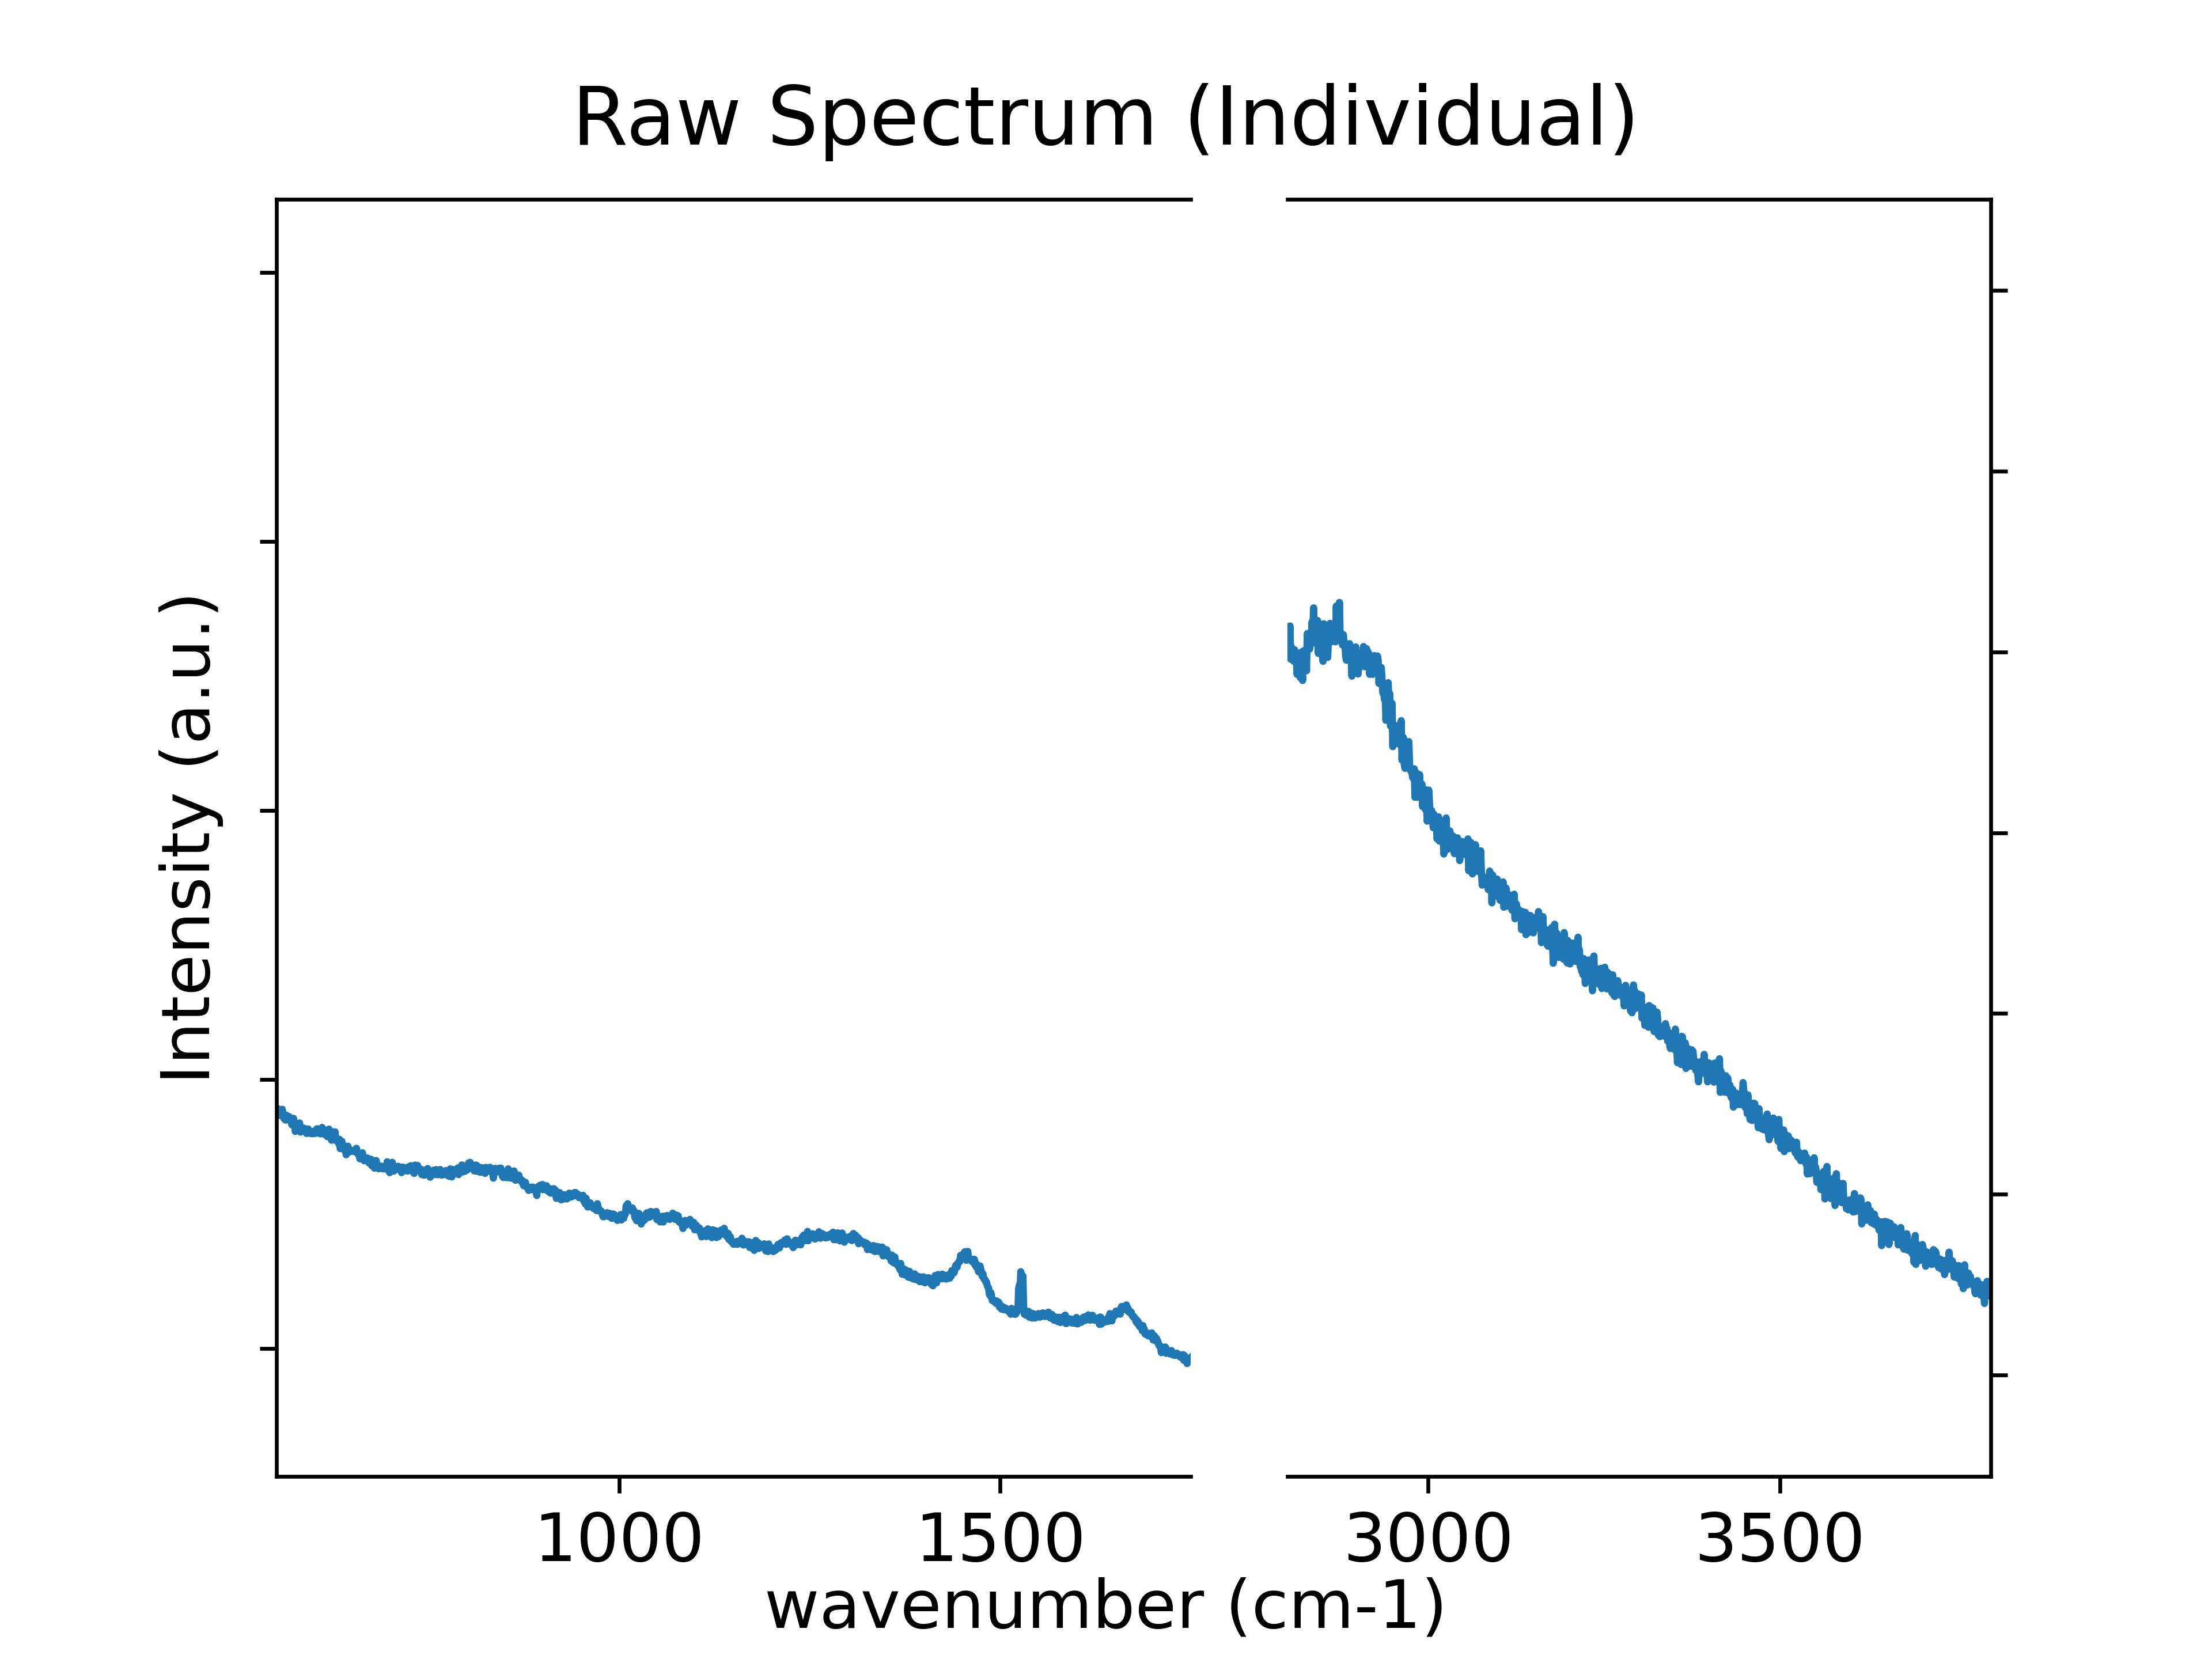 Raw Spectrum (Individual)
Intensity (a.u.)
1000 1500 3000 3500
wavenumber (cm-1)